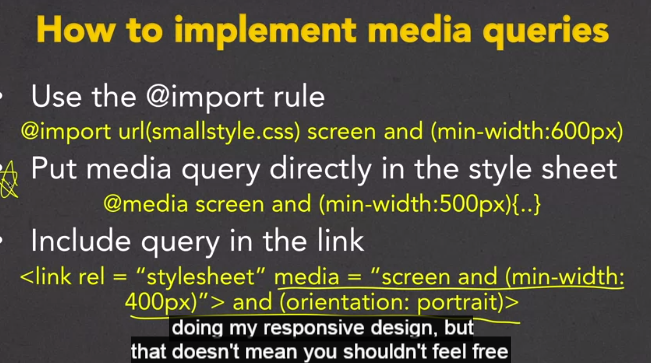 How to implement media queries
• Use the @import rule
@import url(smallstyle.css) screen and (min-width:600px)
• Put media query directly in the style sheet
@media screen and (min-width:500px){..}
• Include query in the link
<link rel = “stylesheet” media = “screen and (min-width:
400px)”> and (orientation: portrait)>
doing my responsive design, but
that doesn't mean you shouldn't feel free